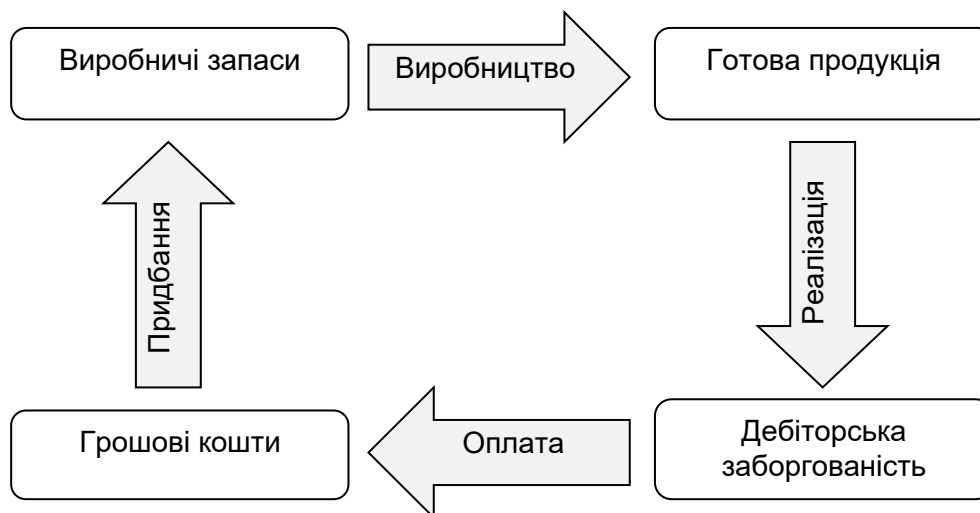 Виробничі запаси
Виробництво
Готова продукція
Придбання
Реалізація
Грошові кошти
Оплата
Дебіторська
заборгованість